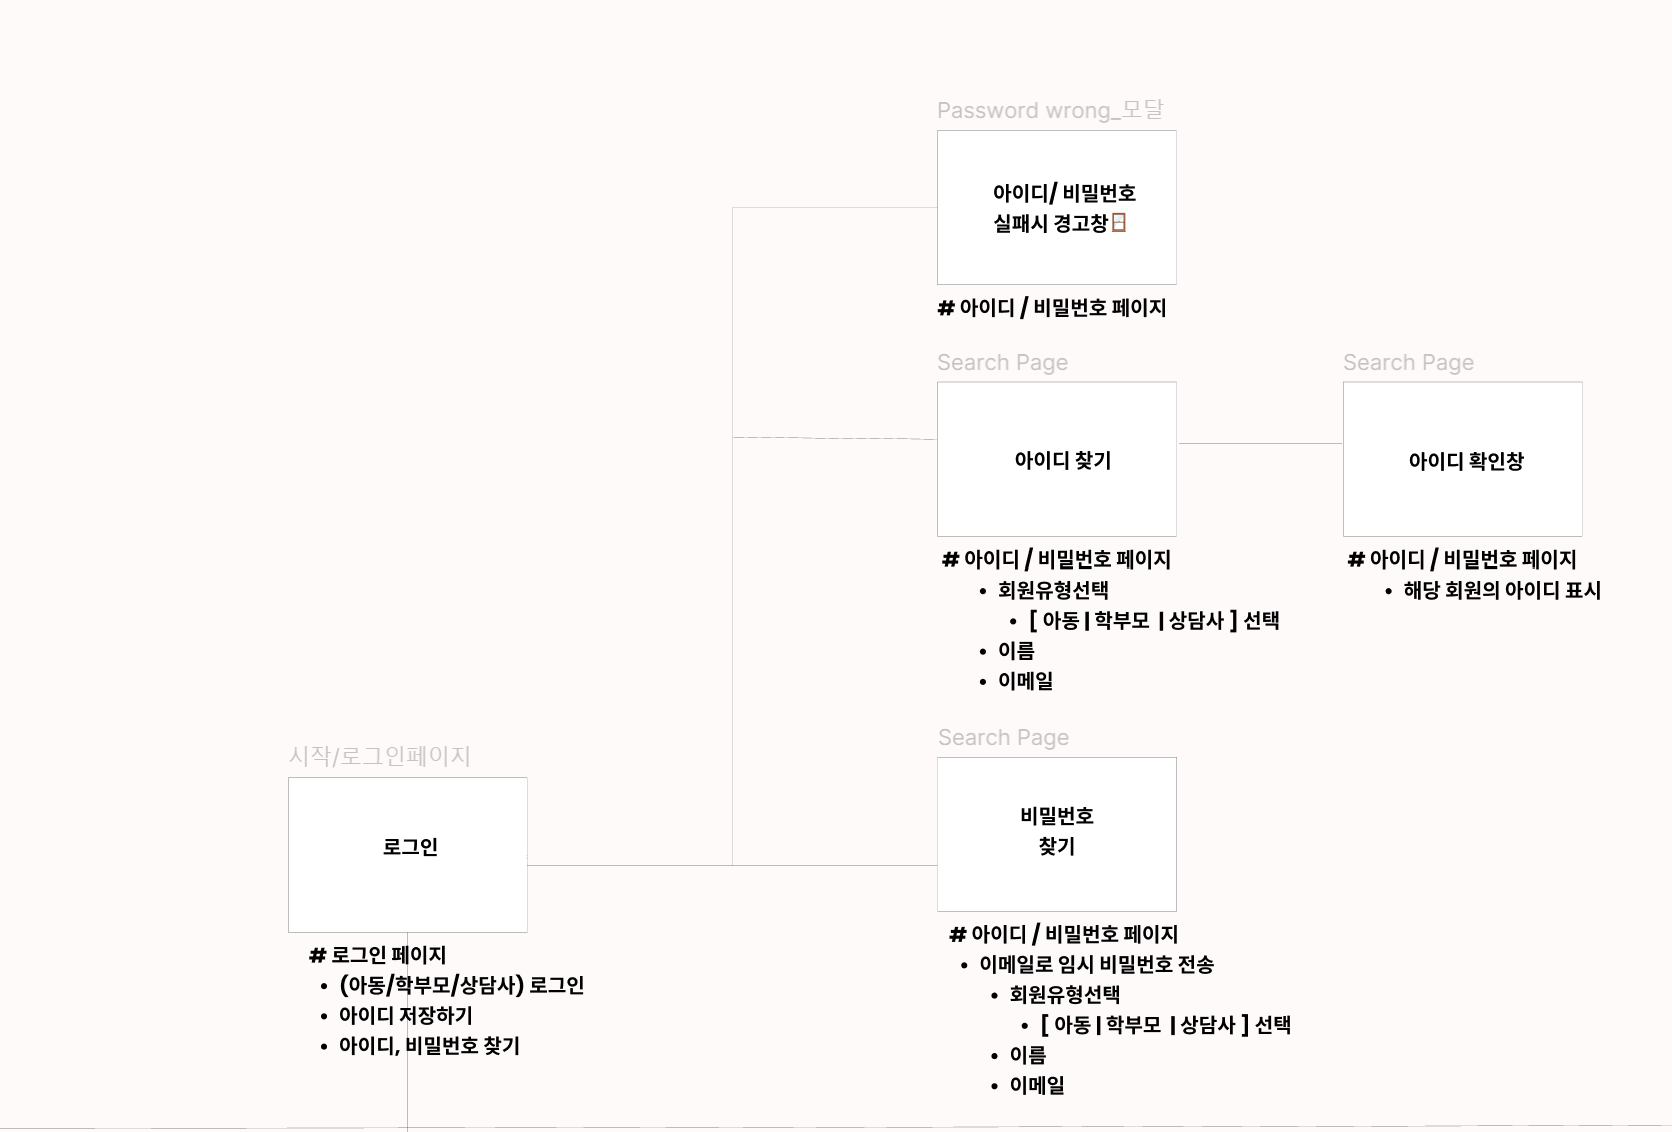 Password wrong_모달
아이디/ 비밀번호
실패시 경고창🪟
# 아이디 / 비밀번호 페이지
Search Page
아이디 찾기
# 아이디 / 비밀번호 페이지
• 회원유형선택
• [ 아동 | 학부모 | 상담사 ] 선택
• 이름
• 이메일
Search Page
아이디 확인창
# 아이디 / 비밀번호 페이지
• 해당 회원의 아이디 표시
시작/로그인페이지
로그인
# 로그인 페이지
• (아동/학부모/상담사) 로그인
• 아이디 저장하기
• 아이디, 비밀번호 찾기
Search Page
비밀번호
찾기
# 아이디 / 비밀번호 페이지
• 이메일로 임시 비밀번호 전송
• 회원유형선택
• [ 아동 | 학부모 | 상담사 ] 선택
• 이름
• 이메일